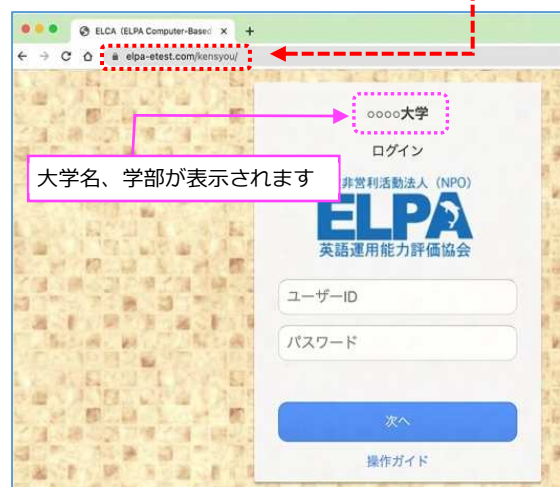 ELCA (ELPA Computer-Based
elpa-etest.com/kensyou/
○○○○大学
ログイン
大学名、学部が表示されます
非営利活動法人（NPO）
ELPA
英語運用能力評価協会
ユーザーID
パスワード
次へ
操作ガイド